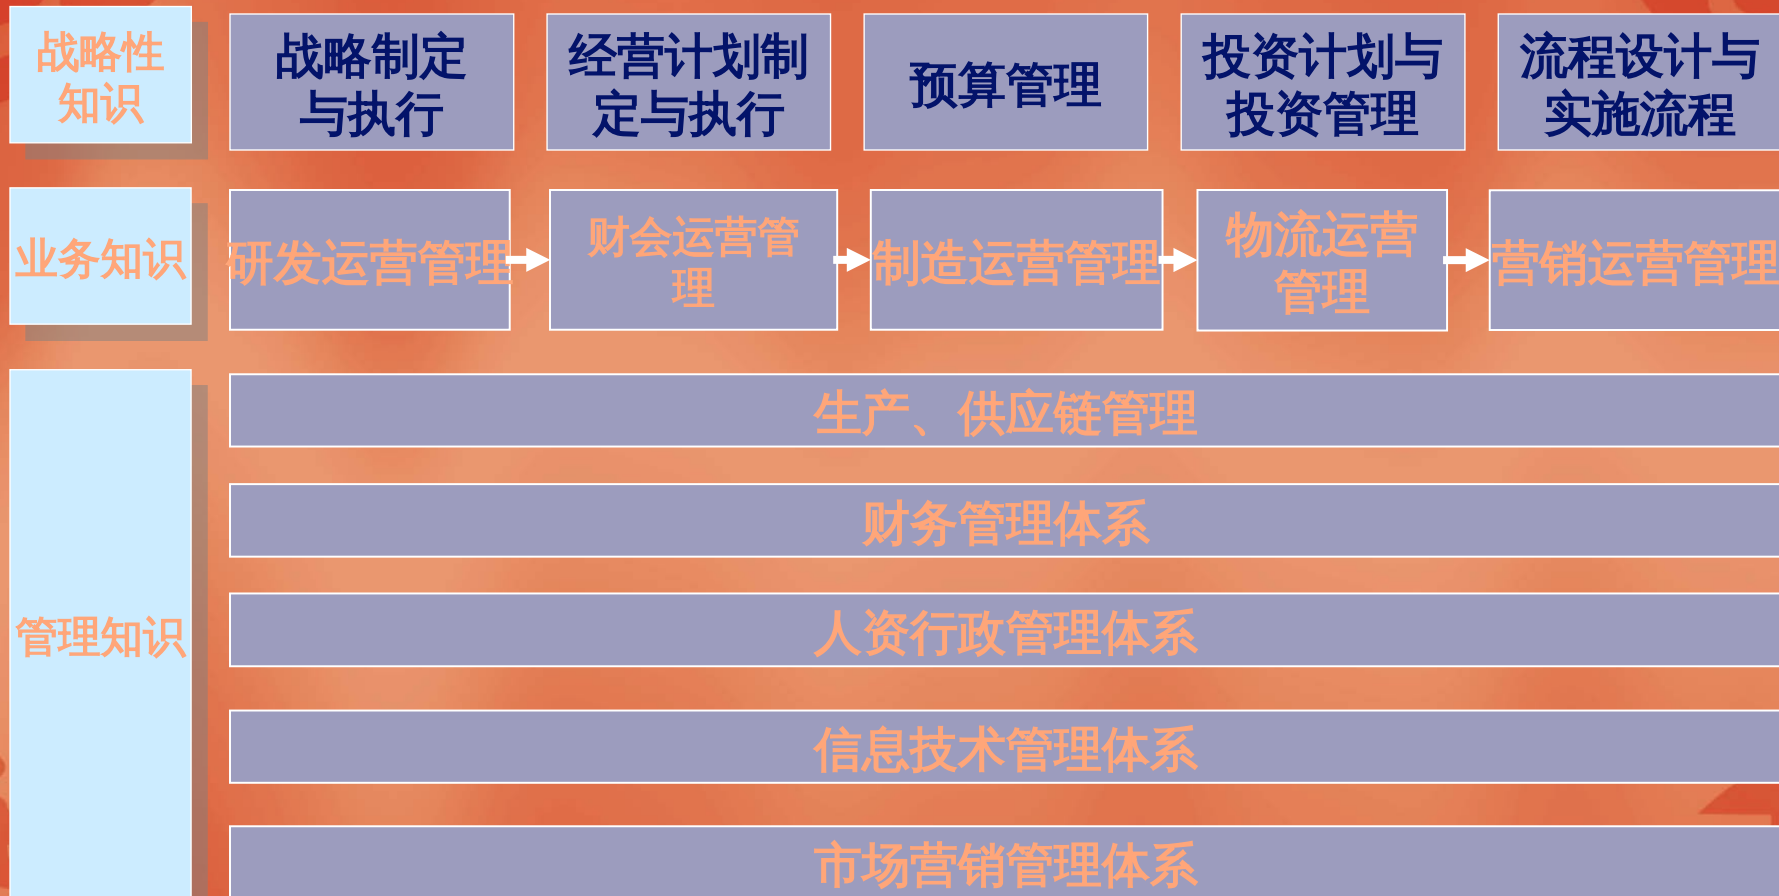 战略性
知识
战略制定
与执行
经营计划制
定与执行
预算管理
投资计划与
投资管理
流程设计与
实施流程
业务知识
研发运营管理
财会运营管
理
制造运营管理
物流运营
管理
营销运营管理
管理知识
生产、供应链管理
财务管理体系
人资行政管理体系
信息技术管理体系
市场营销管理体系